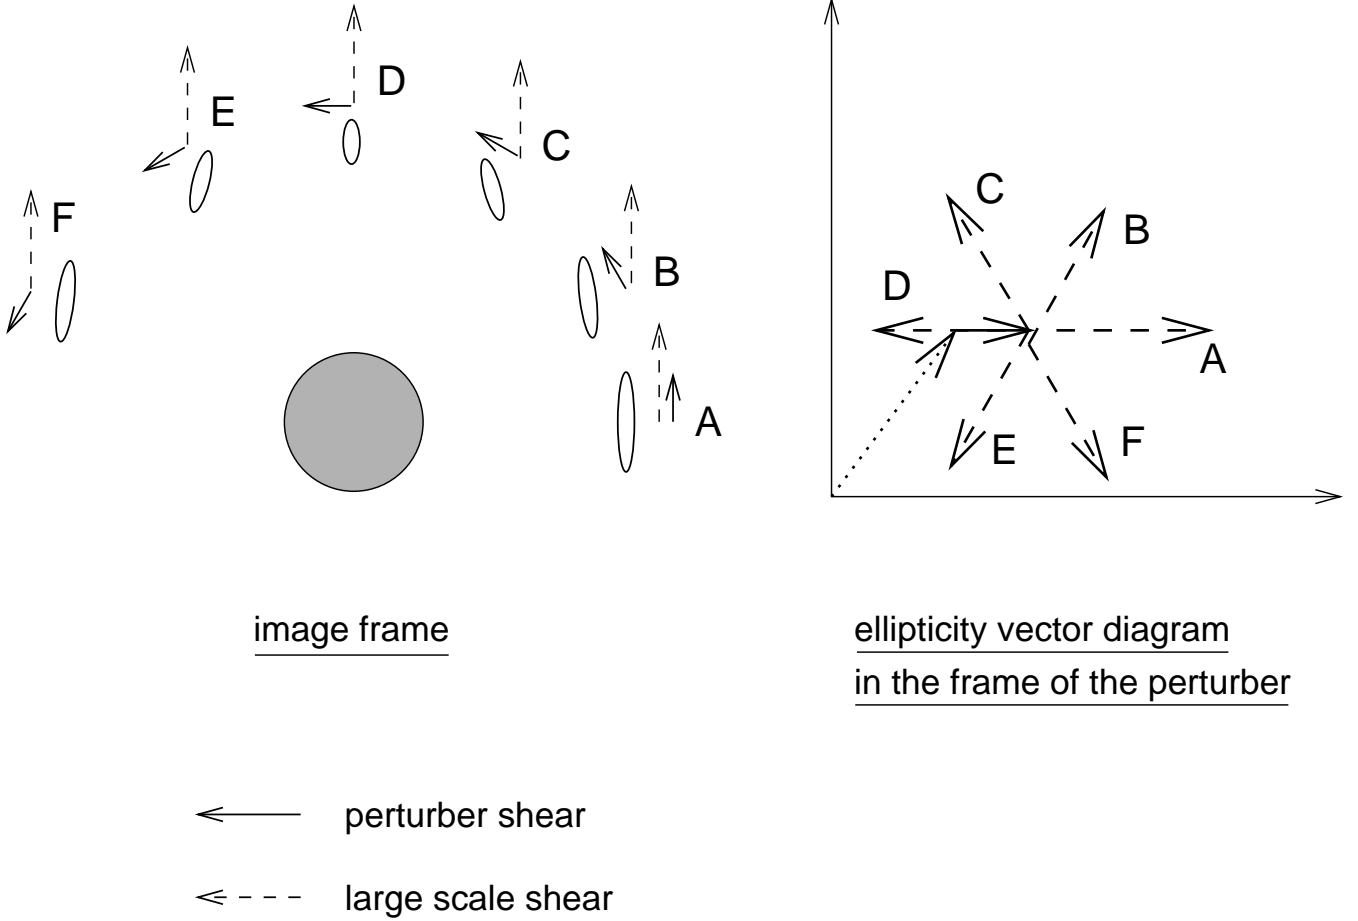 D
E
C
F
B
A
C
B
D
A
E
F
image frame
ellipticity vector diagram
in the frame of the perturber
perturber shear
large scale shear